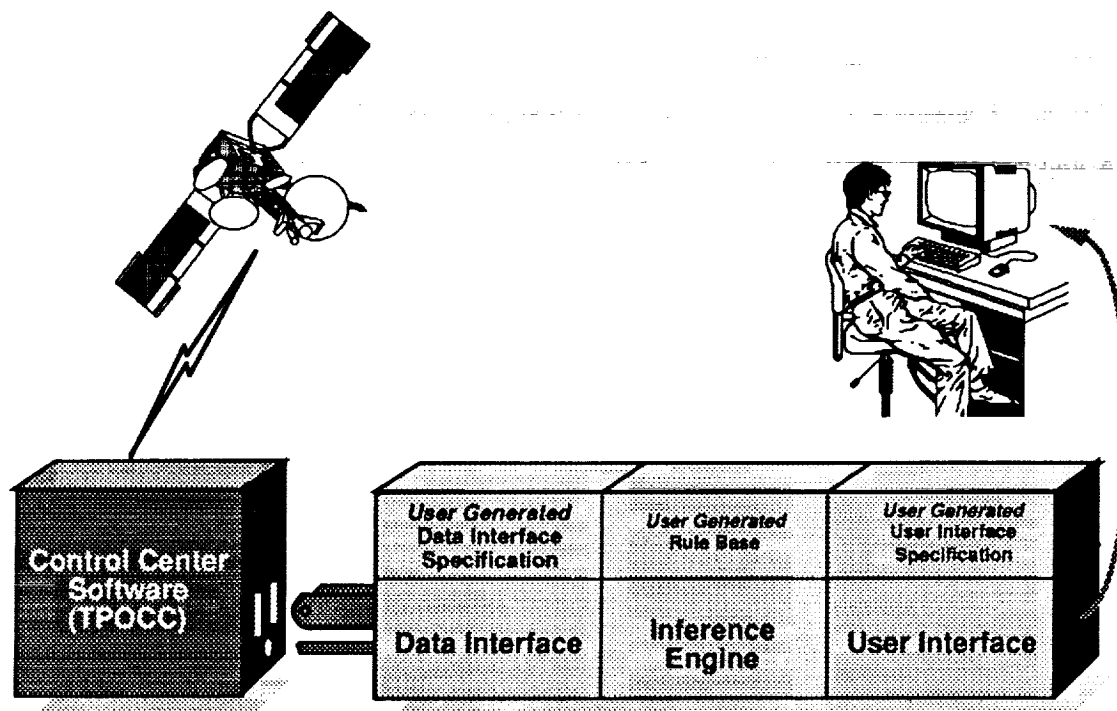 Control Center
Software
(TPOCC)
User Generated
Data Interface
Specification
User Generated
Rule Base
User Generated
User Interface
Specification
Data Interface
Inference
Engine
User Interface